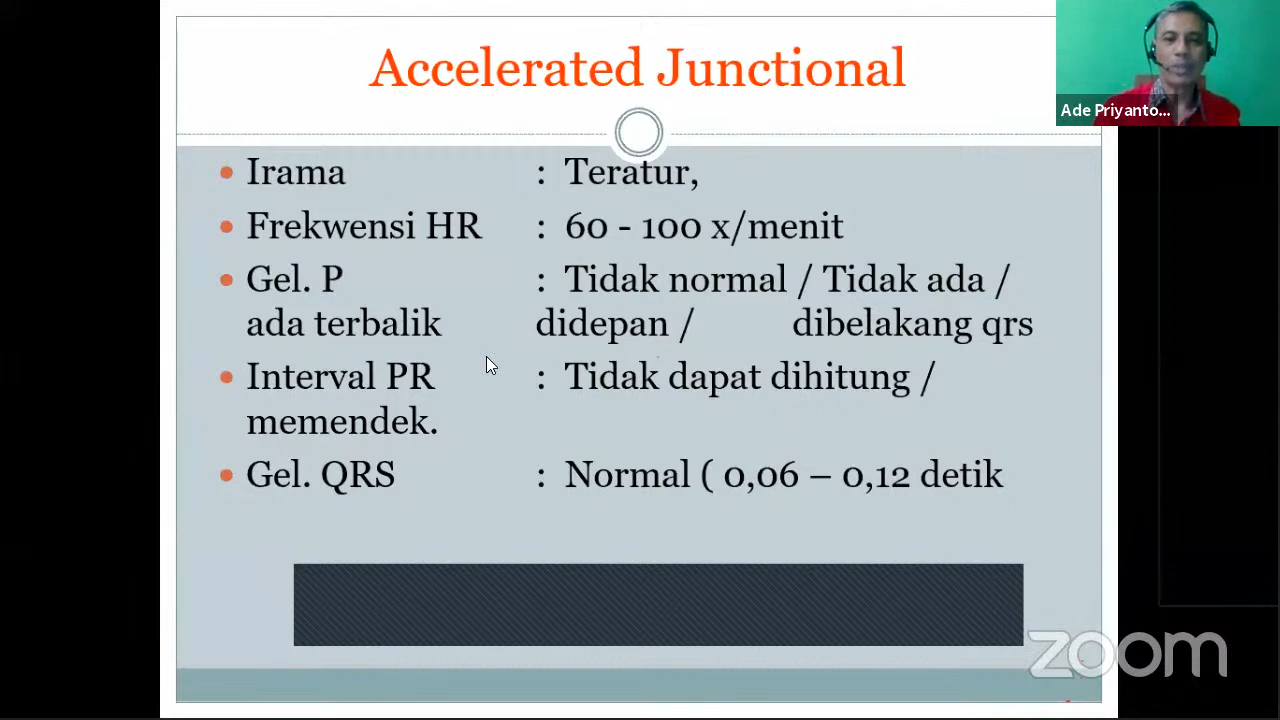 Accelerated Junctional
Ade Priyanto...
• Irama : Teratur,
• Frekwensi HR : 60 - 100 x/menit
• Gel. P : Tidak normal / Tidak ada /
ada terbalik didepan / dibelakang qrs
• Interval PR : Tidak dapat dihitung /
memendek.
• Gel. QRS : Normal ( 0,06 – 0,12 detik
zoom